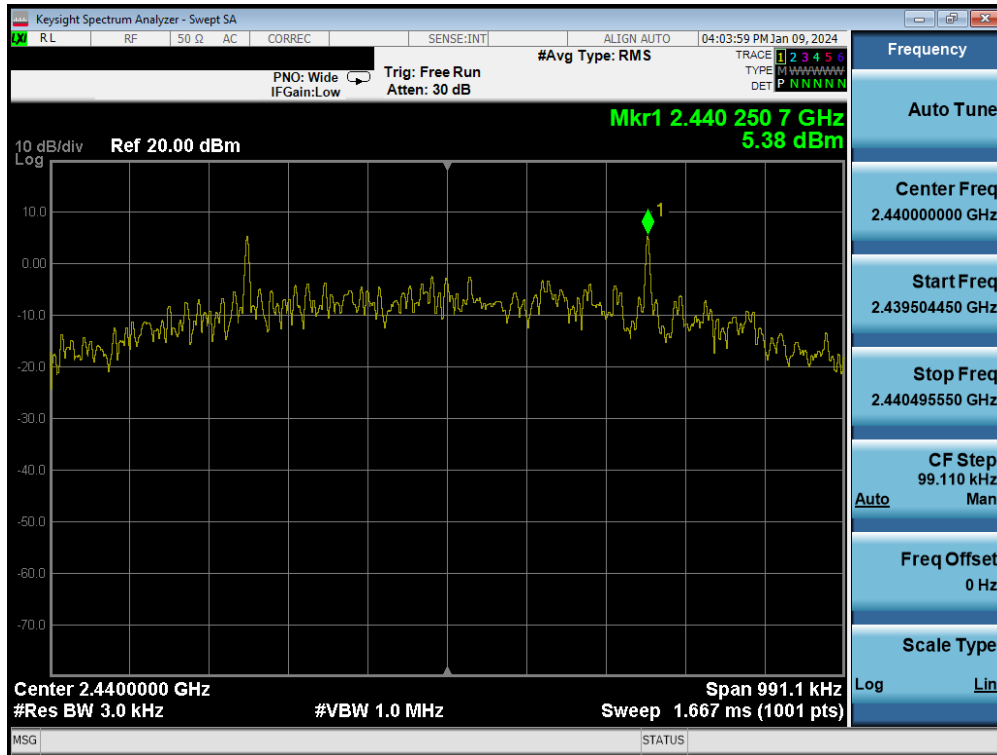 Keysight Spectrum Analyzer - Swept SA
LXI RL RF 50 Ω AC CORREC SENSE:INT ALIGN AUTO 04:03:59 PM Jan 09, 2024
PNO: Wide Trig: Free Run #Avg Type: RMS TRACE 1 2 3 4 5 6
IFGain:Low Atten: 30 dB TYPE M WWWWW
DET P N N N N N
Mkr1 2.440 250 7 GHz
5.38 dBm
10 dB/div Ref 20.00 dBm
Log
1
10.0
0.00
-10.0
-20.0
-30.0
-40.0
-50.0
-60.0
-70.0
Center 2.4400000 GHz Span 991.1 kHz
#Res BW 3.0 kHz #VBW 1.0 MHz Sweep 1.667 ms (1001 pts)
MSG STATUS
Frequency
Auto Tune
Center Freq
2.440000000 GHz
Start Freq
2.439504450 GHz
Stop Freq
2.440495550 GHz
CF Step
99.110 kHz
Auto Man
Freq Offset
0 Hz
Scale Type
Log Lin